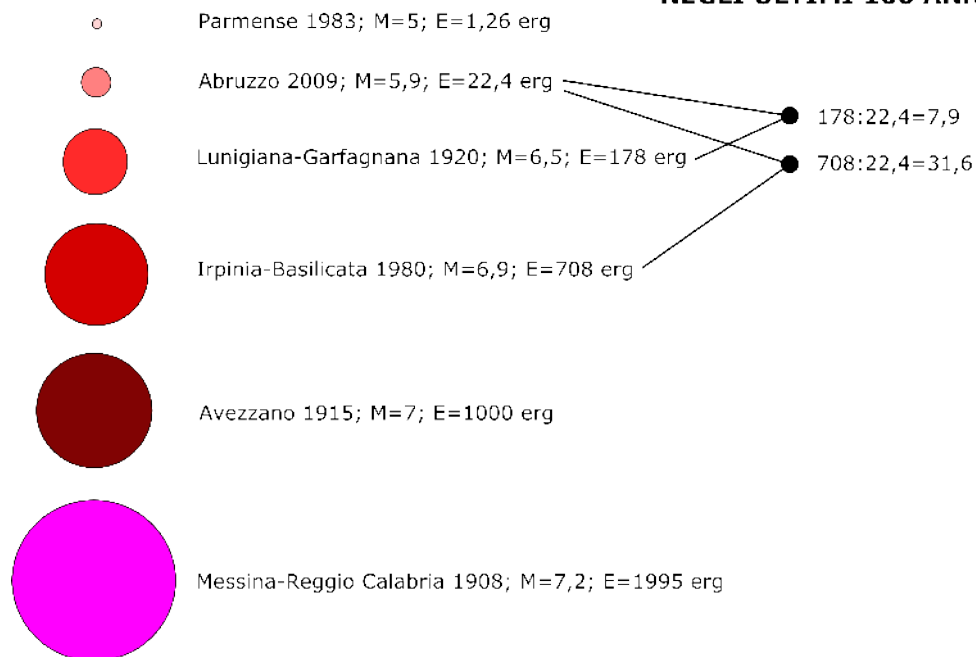 Parmense 1983; M=5; E=1,26 erg
Abruzzo 2009; M=5,9; E=22,4 erg
178:22,4=7,9
Lunigiana-Garfagnana 1920; M=6,5; E=178 erg
708:22,4=31,6
Irpinia-Basilicata 1980; M=6,9; E=708 erg
Avezzano 1915; M=7; E=1000 erg
Messina-Reggio Calabria 1908; M=7,2; E=1995 erg